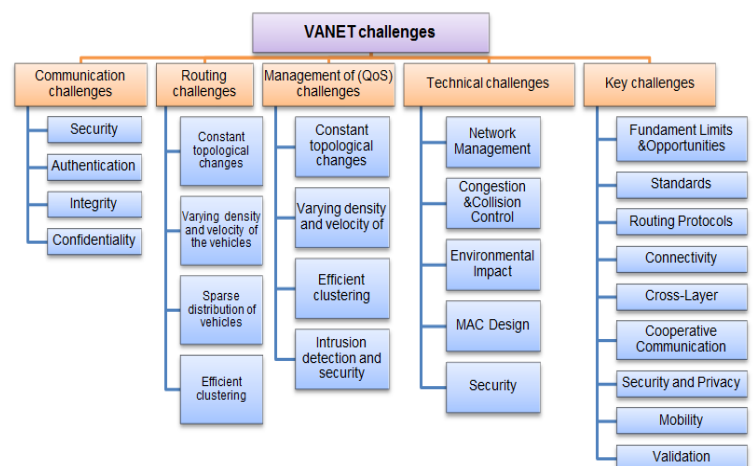 VANET challenges
Communication
challenges
Security
Authentication
Integrity
Confidentiality
Routing
challenges
Constant
topological
changes
Varying density
and velocity of
the vehicles
Sparse
distribution of
vehicles
Efficient
clustering
Management of (QoS)
challenges
Constant
topological
changes
Varying density
and velocity of
Efficient
clustering
Intrusion
detection and
security
Technical challenges
Network
Management
Congestion
&Collision
Control
Environmental
Impact
MAC Design
Security
Key challenges
Fundament Limits
&Opportunities
Standards
Routing Protocols
Connectivity
Cross-Layer
Cooperative
Communication
Security and Privacy
Mobility
Validation